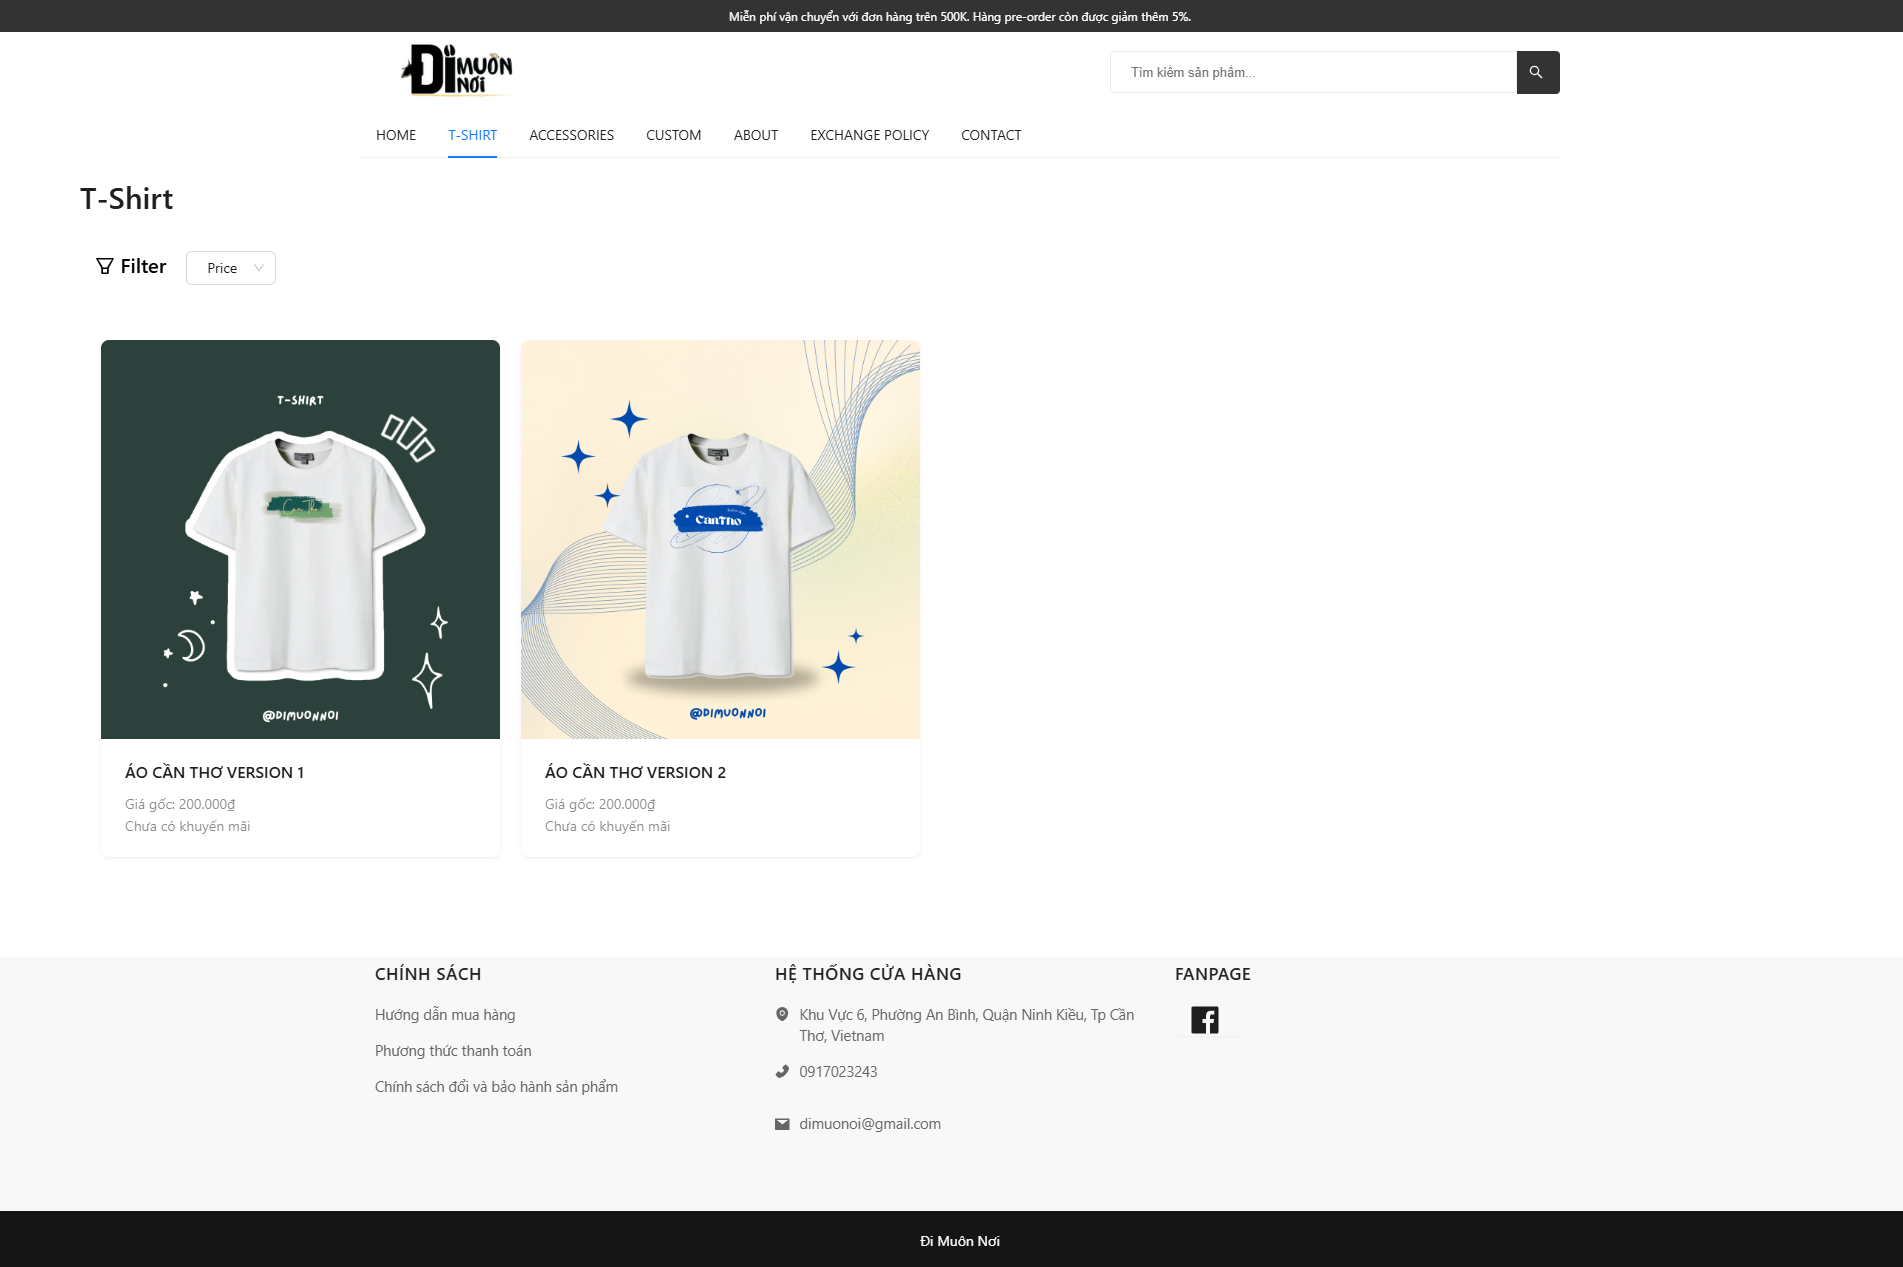 Miễn phí vận chuyển với đơn hàng trên 500K. Hàng pre-order còn được giảm thêm 5%.
Đi MUÔN NƠI
Tìm kiếm sản phẩm...
HOME T-SHIRT ACCESSORIES CUSTOM ABOUT EXCHANGE POLICY CONTACT
T-Shirt
Filter Price
T-SHIRT
Can Tho
@DIMUONNOI
CanTho
@DIMUONNOI
ÁO CẦN THƠ VERSION 1
Giá gốc: 200.000₫
Chưa có khuyến mãi
ÁO CẦN THƠ VERSION 2
Giá gốc: 200.000₫
Chưa có khuyến mãi
CHÍNH SÁCH
Hướng dẫn mua hàng
Phương thức thanh toán
Chính sách đổi và bảo hành sản phẩm
HỆ THỐNG CỬA HÀNG
Khu Vực 6, Phường An Bình, Quận Ninh Kiều, Tp Cần
Thơ, Vietnam
0917023243
dimuonoi@gmail.com
FANPAGE
Đi Muôn Nơi